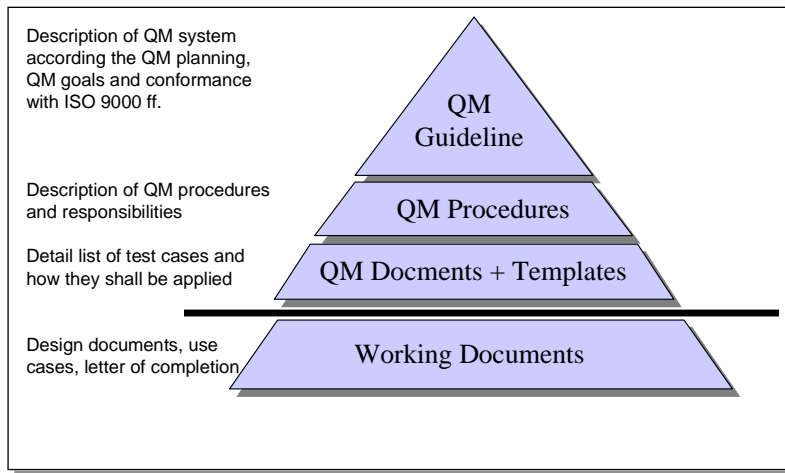 Description of QM system
according the QM planning,
QM goals and conformance
with ISO 9000 ff.
QM
Guideline
Description of QM procedures
and responsibilities
QM Procedures
Detail list of test cases and
how they shall be applied
QM Docments + Templates
Design documents, use
cases, letter of completion
Working Documents